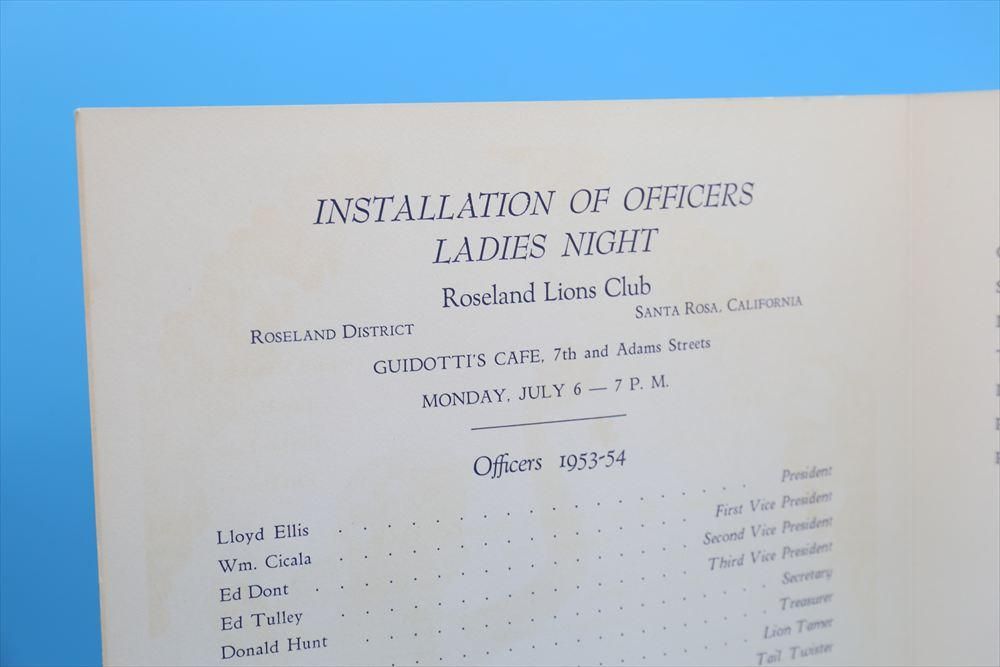 INSTALLATION OF OFFICERS
LADIES NIGHT
Roseland Lions Club
ROSELAND DISTRICT SANTA ROSA, CALIFORNIA
GUIDOTTI'S CAFE, 7th and Adams Streets
MONDAY, JULY 6 — 7 P. M.
Officers 1953-54
Lloyd Ellis . . . . . . . . . . . . . . . . President
Wm. Cicala . . . . . . . . . . . . . . . First Vice President
Ed Dont . . . . . . . . . . . . . . . Second Vice President
Ed Tulley . . . . . . . . . . . . . . . Third Vice President
Donald Hunt . . . . . . . . . . . . . . . Secretary
Treasurer
Lion Tamer
Tail Twister